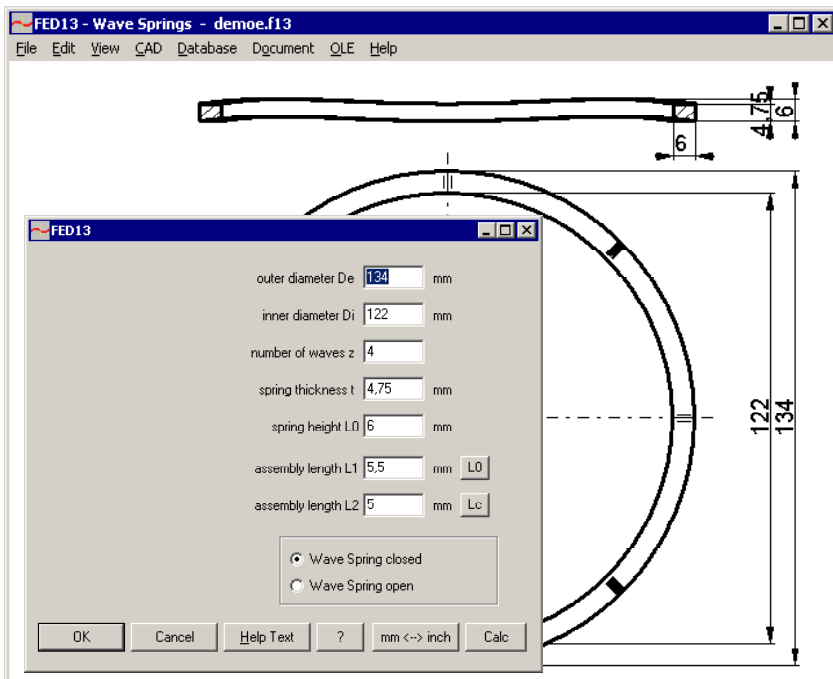 FED13 - Wave Springs - demoe.f13
File Edit View CAD Database Document OLE Help
4,75
6
6
FED13
outer diameter De 134 mm
inner diameter Di 122 mm
number of waves z 4
spring thickness t 4,75 mm
spring height L0 6 mm
assembly length L1 5,5 mm L0
assembly length L2 5 mm Lc
Wave Spring closed
Wave Spring open
OK Cancel Help Text ? mm <--> inch Calc
122
134